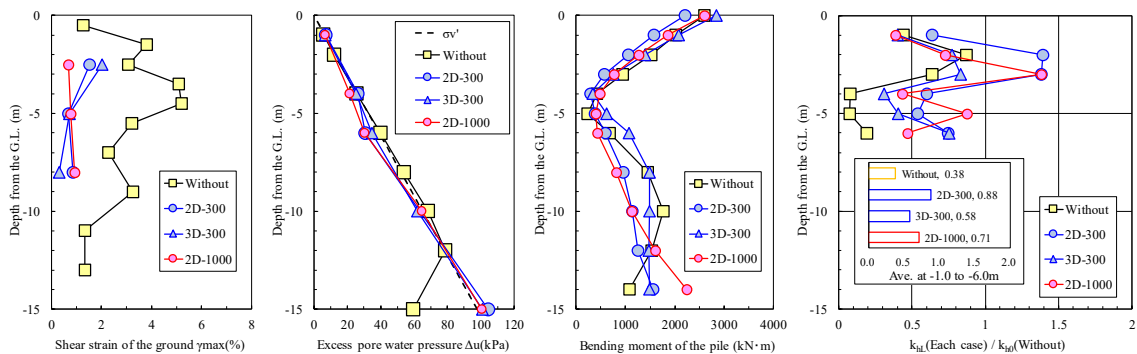 Depth from the G.L. (m)
0
-5
-10
-15
Without
2D-300
3D-300
2D-1000
0
2
4
6
8
Shear strain of the ground γmax(%)
Depth from the G.L. (m)
0
-5
-10
-15
σv'
Without
2D-300
3D-300
2D-1000
0
20
40
60
80
100
120
Excess pore water pressure Δu(kPa)
Depth from the G.L. (m)
0
-5
-10
-15
Without
2D-300
3D-300
2D-1000
0
1000
2000
3000
4000
Bending moment of the pile (kN·m)
Depth from the G.L. (m)
0
-5
-10
-15
Without, 0.38
2D-300, 0.88
3D-300, 0.58
2D-1000, 0.71
0.0
0.5
1.0
1.5
2.0
Ave. at -1.0 to -6.0m
Without
2D-300
3D-300
2D-1000
0
0.5
1
1.5
2
khL(Each case) / kh0(Without)